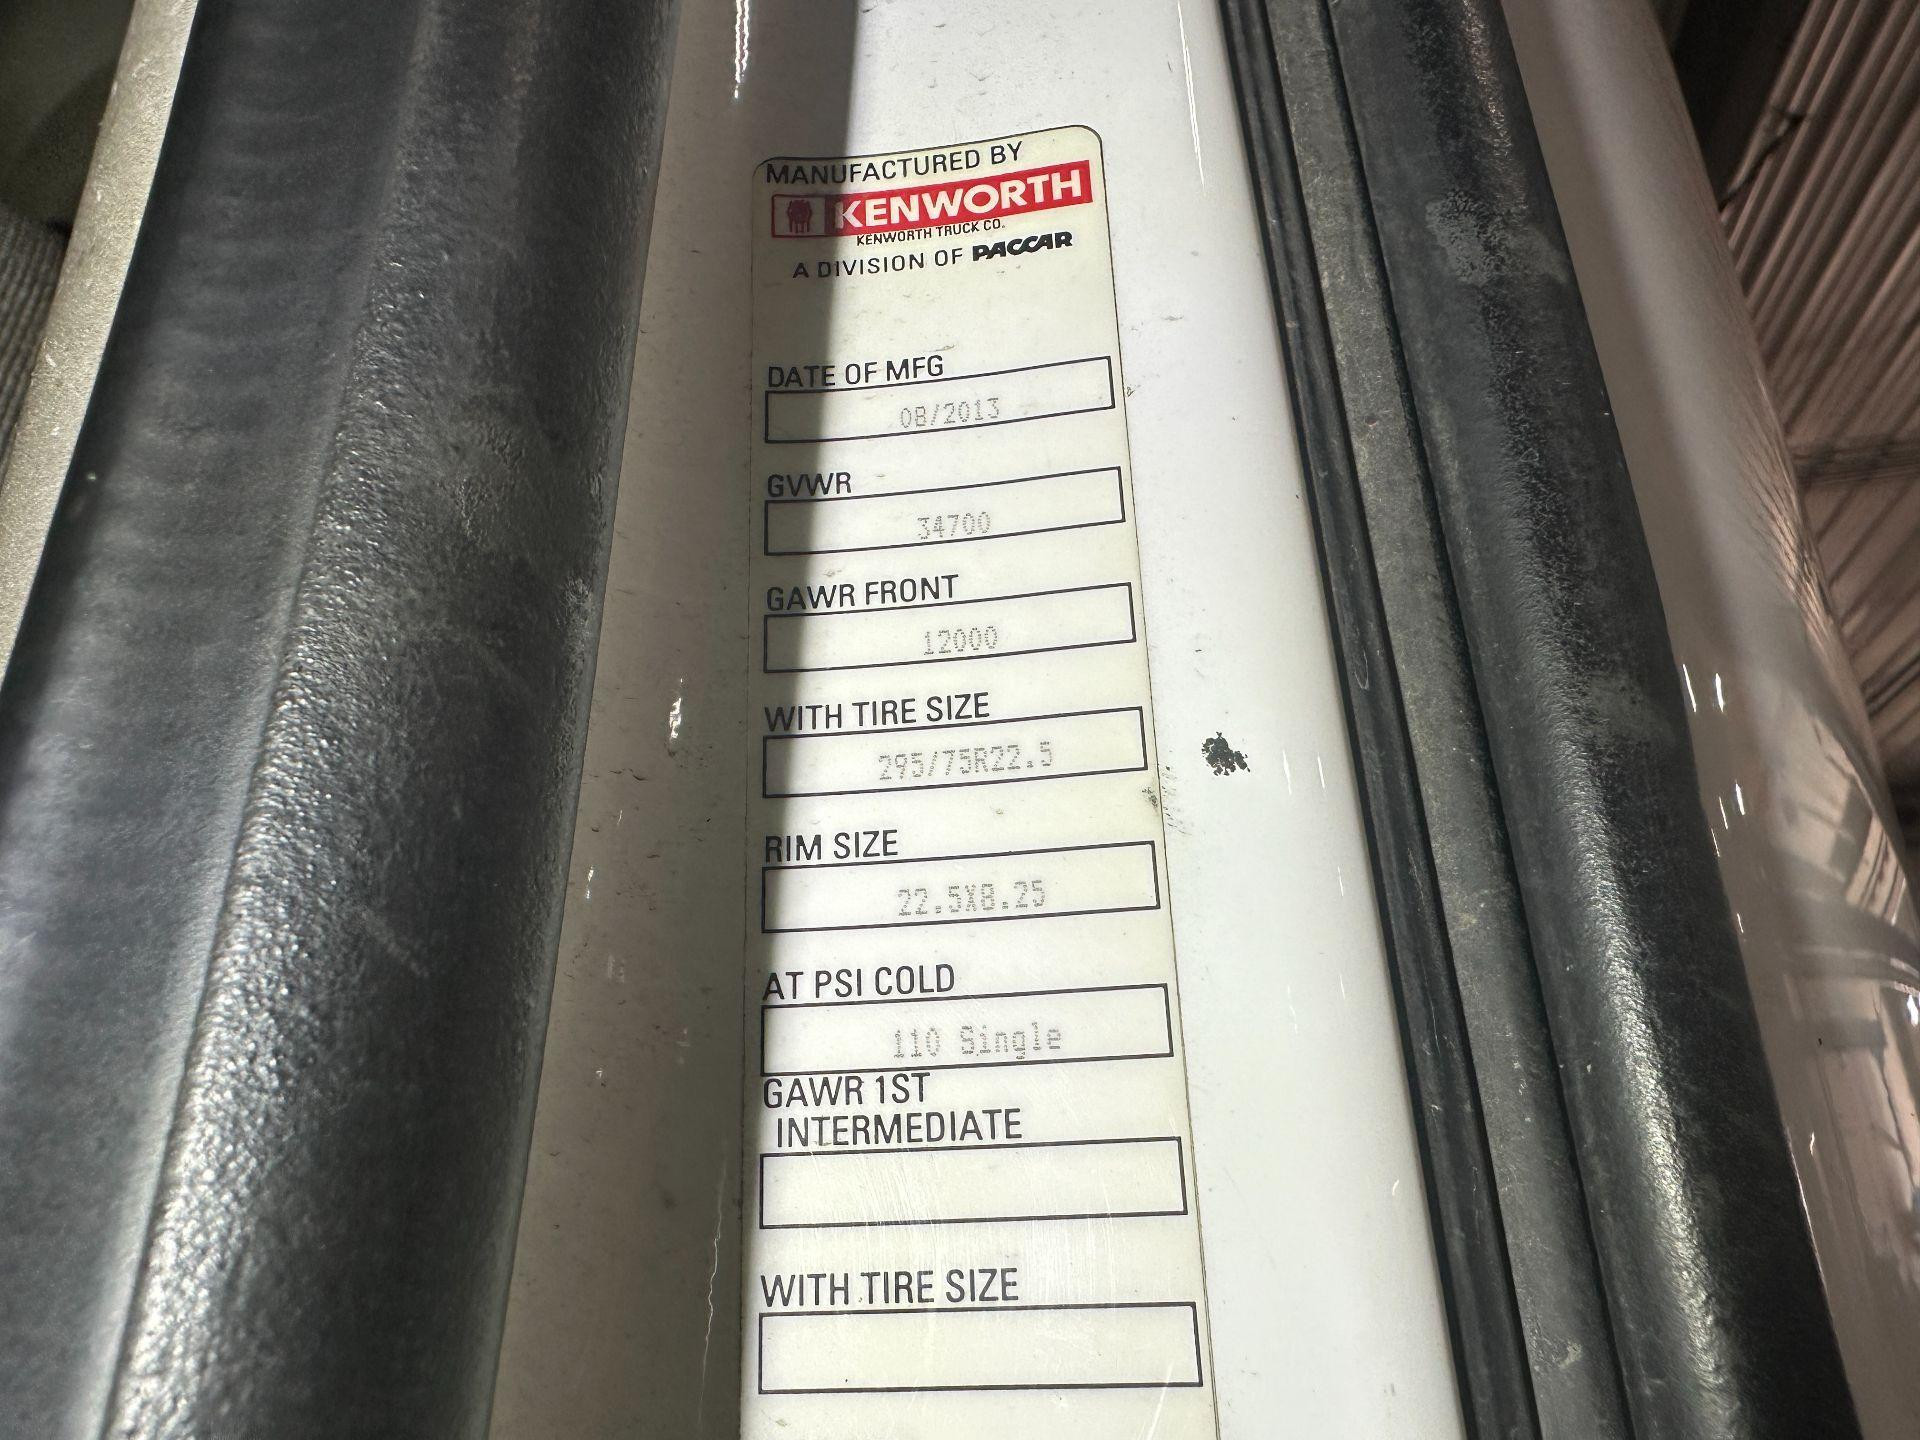 MANUFACTURED BY
KENWORTH
KENWORTH TRUCK CO.
A DIVISION OF PACCAR
DATE OF MFG
08/2013
GVWR
34700
GAWR FRONT
12000
WITH TIRE SIZE
295/75R22.5
RIM SIZE
22.5X8.25
AT PSI COLD
110 Single
GAWR 1ST
INTERMEDIATE
WITH TIRE SIZE